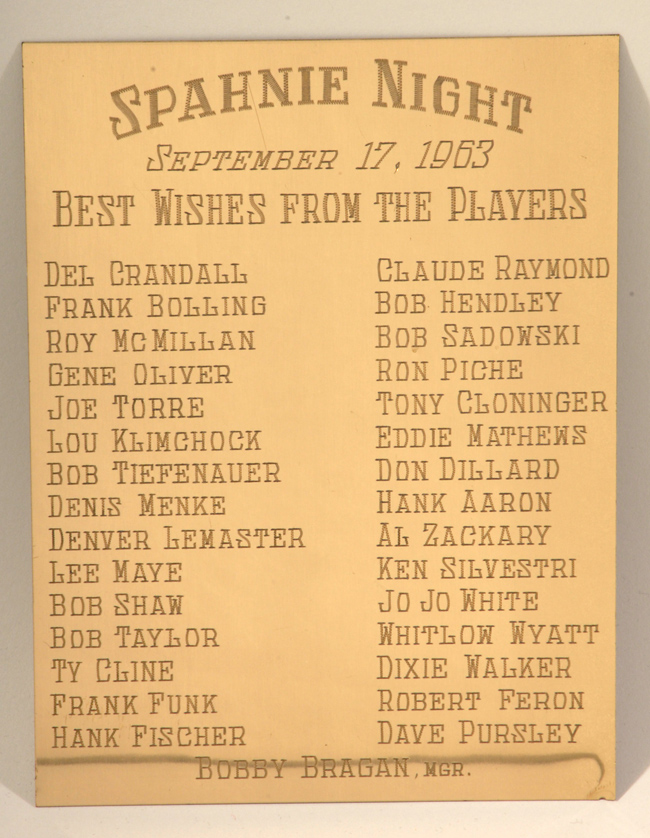 SPAHNIE NIGHT
SEPTEMBER 17, 1963
BEST WISHES FROM THE PLAYERS
DEL CRANDALL
FRANK BOLLING
ROY MCMILLAN
GENE OLIVER
JOE TORRE
LOU KLIMCHOCK
BOB TIEFENAUER
DENIS MENKE
DENVER LEMASTER
LEE MAYE
BOB SHAW
BOB TAYLOR
TY CLINE
FRANK FUNK
HANK FISCHER
CLAUDE RAYMOND
BOB HENDLEY
BOB SADOWSKI
RON PICHE
TONY CLONINGER
EDDIE MATHEWS
DON DILLARD
HANK AARON
AL ZACKARY
KEN SILVESTRI
JO JO WHITE
WHITLOW WYATT
DIXIE WALKER
ROBERT FERON
DAVE PURSLEY
BOBBY BRAGAN, MGR.